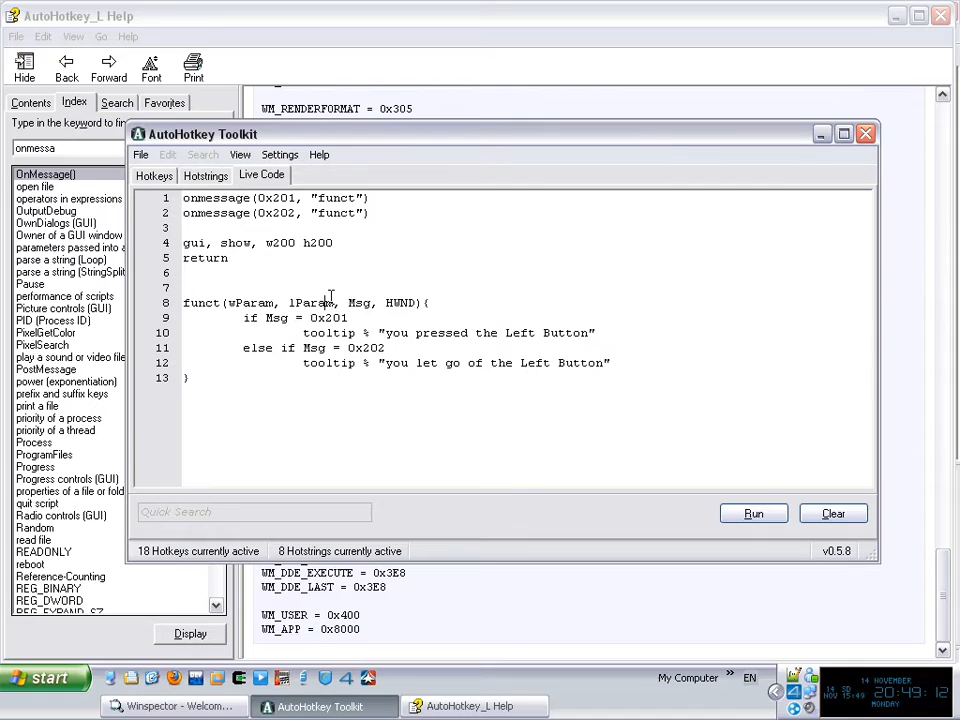 AutoHotkey_L Help
File Edit View Go Help
Hide Back Forward Font Print
Contents Index Search Favorites
Type in the keyword to fin
onmessa
OnMessage()
open file
operators in expressions
OutputDebug
OwnDialogs (GUI)
Owner of a GUI window
parameters passed into a
parse a string (Loop)
parse a string (StringSplit
Pause
performance of scripts
Picture controls (GUI)
PID (Process ID)
PixelGetColor
PixelSearch
play a sound or video file
PostMessage
power (exponentiation)
prefix and suffix keys
print a file
priority of a process
priority of a thread
Process
ProgramFiles
Progress
Progress controls (GUI)
properties of a file or fold
quit script
Radio controls (GUI)
Random
read file
READONLY
reboot
Reference-Counting
REG_BINARY
REG_DWORD
REG_EXPAND_SZ
Display
WM_RENDERFORMAT = 0x305
AutoHotkey Toolkit
File Edit Search View Settings Help
Hotkeys Hotstrings Live Code
1 onmessage(0x201, "funct")
2 onmessage(0x202, "funct")
3
4 gui, show, w200 h200
5 return
6
7
8 funct(wParam, lParam, Msg, HWND){
9 if Msg = 0x201
10 tooltip % "you pressed the Left Button"
11 else if Msg = 0x202
12 tooltip % "you let go of the Left Button"
13 }
Quick Search
Run Clear
18 Hotkeys currently active 8 Hotstrings currently active v0.5.8
WM_DDE_EXECUTE = 0x3E8
WM_DDE_LAST = 0x3E8
WM_USER = 0x400
WM_APP = 0x8000
start
My Computer » EN
Winspector - Welcom...
AutoHotkey Toolkit
AutoHotkey_L Help
14 NOVEMBER
20:49:12
MONDAY